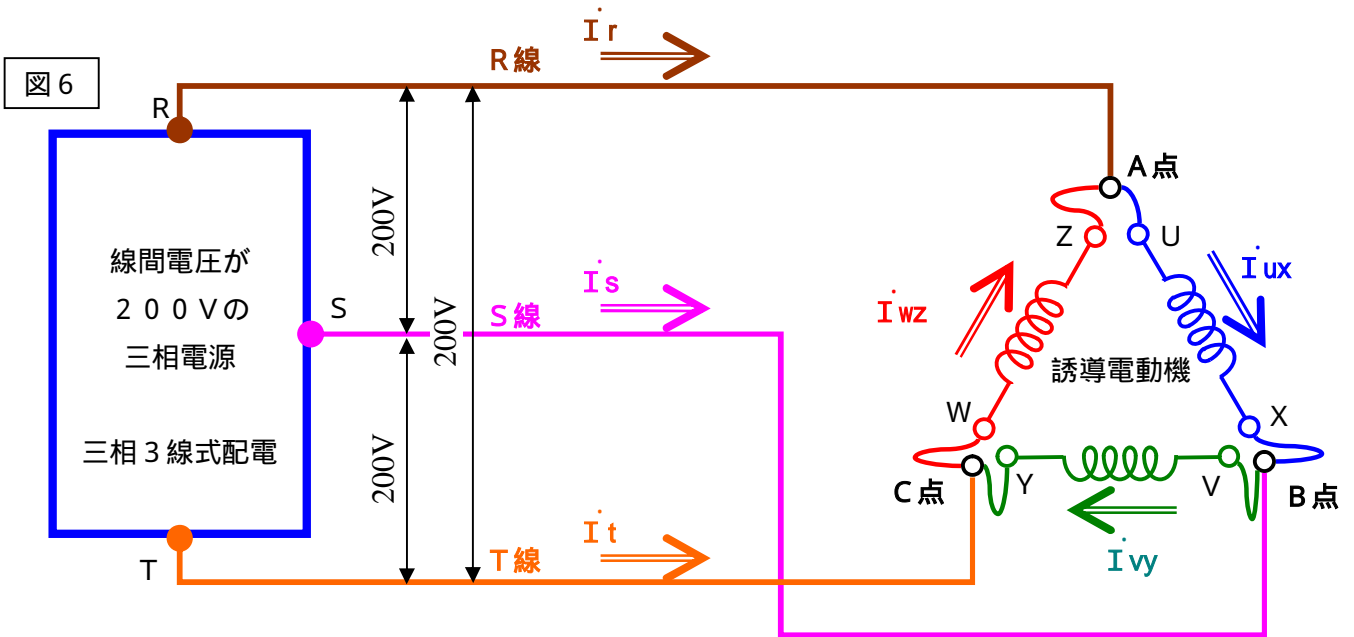 図６
R
線間電圧が
２００Ｖの
三相電源
三相３線式配電
S
T
200V
200V
200V
R線
İr
S線
İs
T線
İt
A点
Z
U
İux
İwz
誘導電動機
W
X
C点
Y
V
B点
İvy